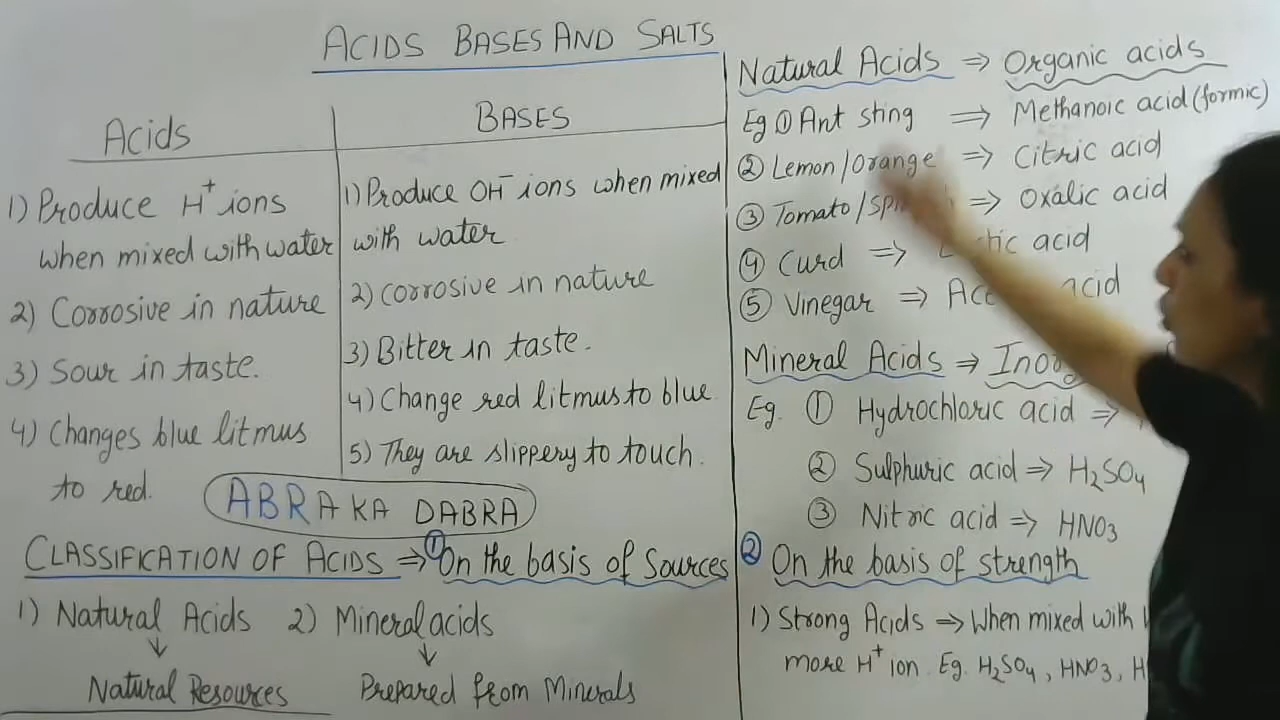 ACIDS BASES AND SALTS
Acids
1) Produce H+ ions
when mixed with water
2) Corrosive in nature
3) Sour in taste.
4) Changes blue litmus
to red.
BASES
1) Produce OH- ions when mixed
with water
2) corrosive in nature
3) Bitter in taste.
4) Change red litmus to blue
5) They are slippery to touch.
ABRAKA DABRA
CLASSIFICATION OF ACIDS ⇒ ① On the basis of Sources
1) Natural Acids 2) Mineral acids
↓ ↓
Natural Resources Prepared from Minerals
Natural Acids ⇒ Organic acids
Eg ① Ant sting ⇒ Methanoic acid (formic)
② Lemon/Orange ⇒ Citric acid
③ Tomato/ ⇒ Oxalic acid
④ Curd ⇒ acid
⑤ Vinegar ⇒ acid
Mineral Acids ⇒
Eg. ① Hydrochloric acid ⇒
② Sulphuric acid ⇒ H2SO4
③ Nitric acid ⇒ HNO3
② On the basis of strength
1) Strong Acids ⇒ When mixed with
more H+ ion. Eg. H2SO4, HNO3,